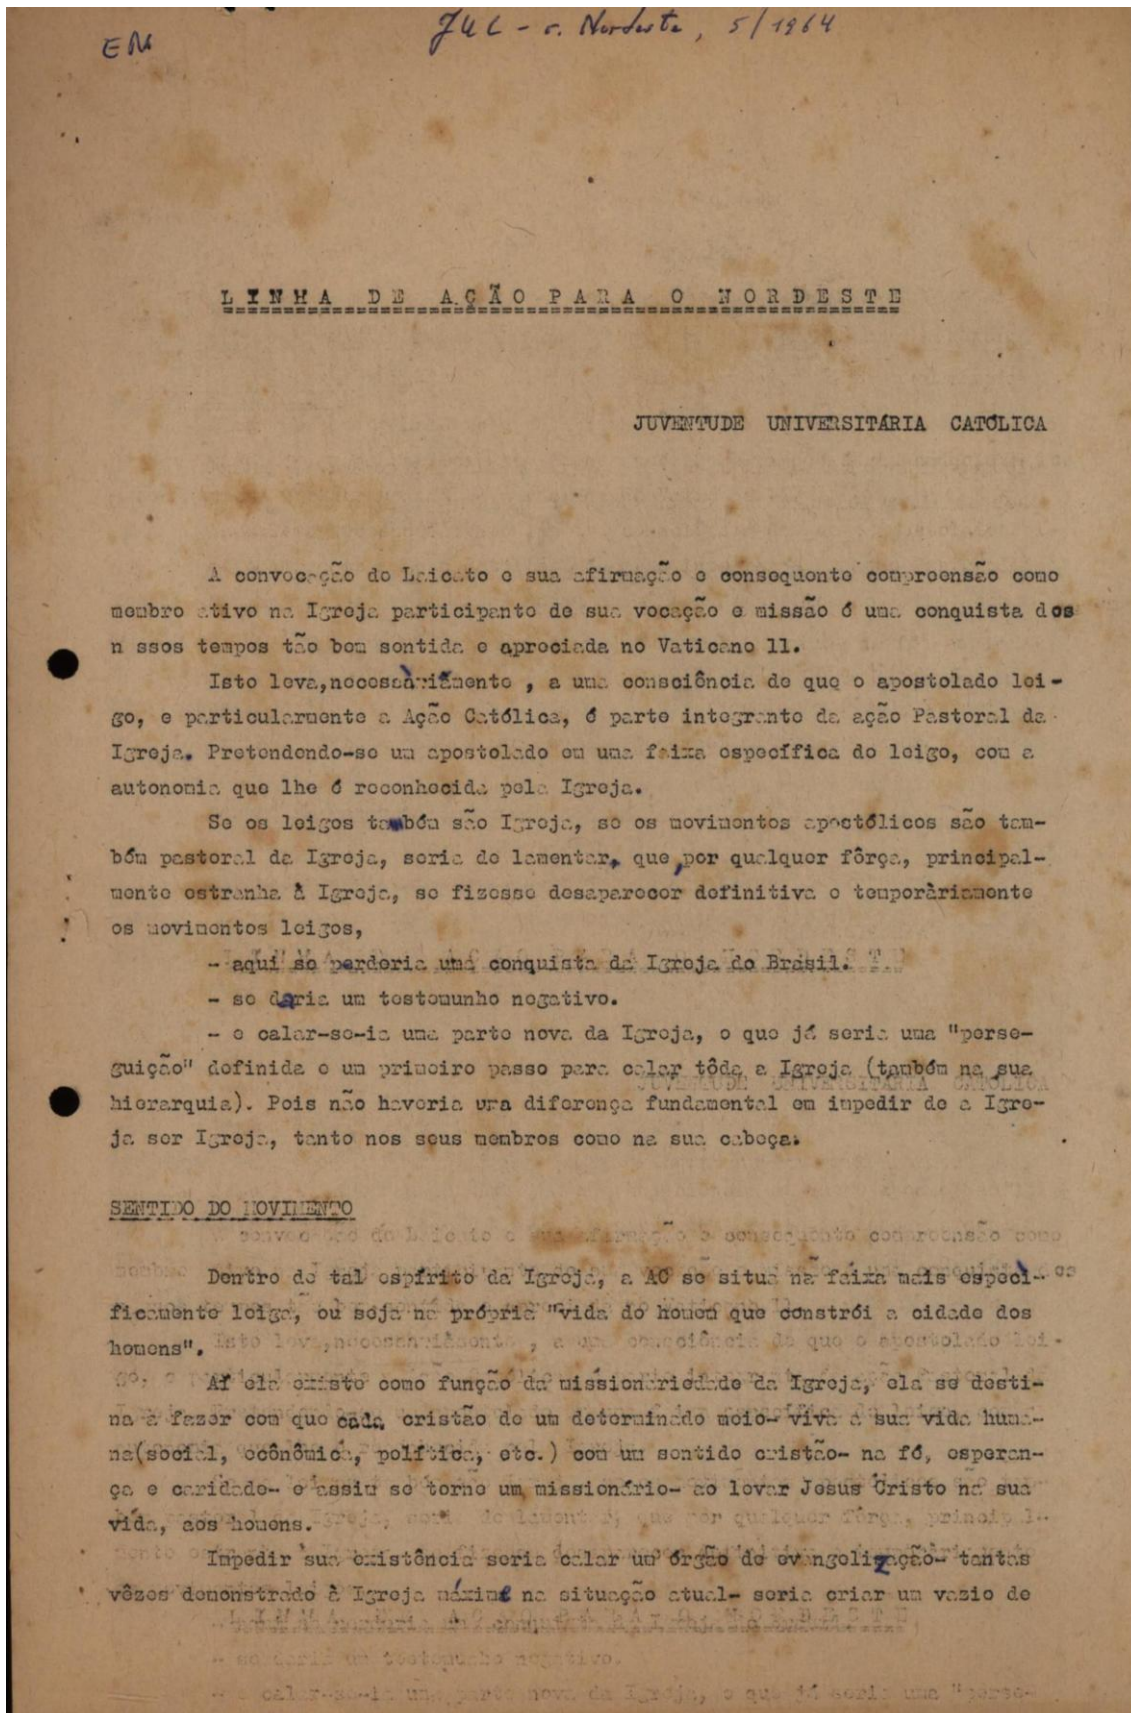 EM
JUC - r. Nordeste, 5/1964
LINHA DE AÇÃO PARA O NORDESTE
JUVENTUDE UNIVERSITÁRIA CATÓLICA
A convocação do Laicato e sua afirmação e consequente compreensão como
membro ativo na Igreja participante de sua vocação e missão é uma conquista dos
n ssos tempos tão bem sentida e apreciada no Vaticano 11.
Isto leva,necessàriamente , a uma consciência de que o apostolado lei-
go, e particularmente a Ação Católica, é parte integrante da ação Pastoral da
Igreja. Pretendendo-se um apostolado em uma faixa específica do leigo, com a
autonomia que lhe é reconhecida pela Igreja.
Se os leigos também são Igreja, se os movimentos apostólicos são tam-
bém pastoral da Igreja, seria de lamentar, que,por qualquer fôrça, principal-
mente estranha à Igreja, se fizesse desaparecer definitiva e temporàriamente
os movimentos leigos,
- aqui se perderia uma conquista da Igreja do Brasil.
- se daria um testemunho negativo.
- e calar-se-ia uma parte nova da Igreja, o que já seria uma "perse-
guição" definida e um primeiro passo para calar tôda a Igreja (também na sua
hierarquia). Pois não haveria uma diferença fundamental em impedir de a Igre-
ja ser Igreja, tanto nos seus membros como na sua cabeça.
SENTIDO DO MOVIMENTO
Dentro de tal espírito da Igreja, a AC se situa na faixa mais especì-
ficamente leiga, ou seja na própria "vida do homem que constrói a cidade dos
homens".
Aí ela existe como função da missionariedade da Igreja, ela se desti-
na a fazer com que cada cristão de um determinado meio- viva a sua vida huma-
na(social, ecônômica, política, etc.) com um sentido cristão- na fé, esperan-
ça e caridade- e assim se torne um missionário- ao levar Jesus Cristo na sua
vida, aos homens.
Impedir sua existência seria calar um órgão de evangelização- tantas
vêzes demonstrado à Igreja máxime na situação atual- seria criar um vazio de